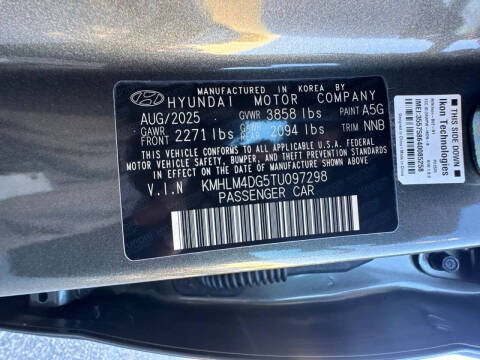 MANUFACTURED IN KOREA BY
HYUNDAI MOTOR COMPANY
AUG/2025 GVWR 3858 lbs PAINT A5G
GAWR FRONT 2271 lbs 2094 lbs TRIM NNB
THIS VEHICLE CONFORMS TO ALL APPLICABLE U.S. FEDERAL MOTOR VEHICLE SAFETY, BUMPER, AND THEFT PREVENTION STANDARDS IN EFFECT ON THE DATE OF MANUFACTURE SHOWN ABOVE.
V.I.N KMHLM4DG5TU097298
PASSENGER CAR
THIS SIDE DOWN
Ikon Technologies